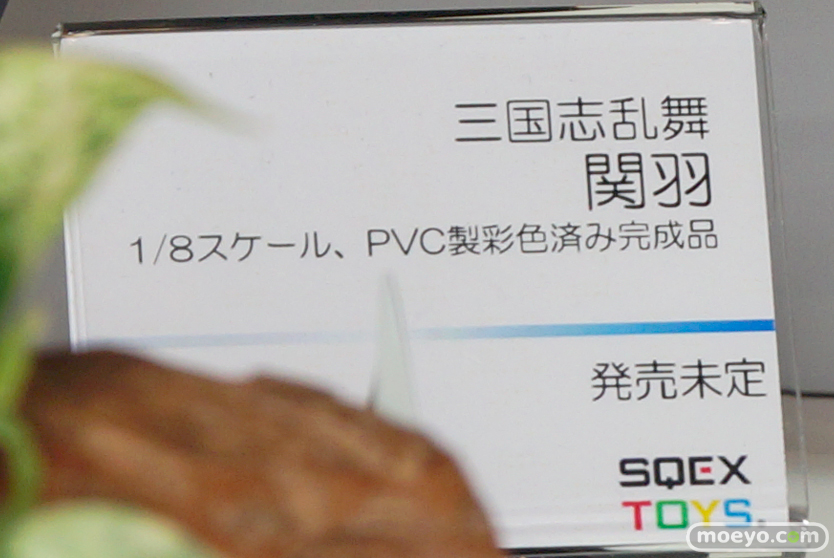 三国志乱舞
関羽
1/8スケール、PVC製彩色済み完成品
発売未定
SQEX
TOYS.
moeyo.com